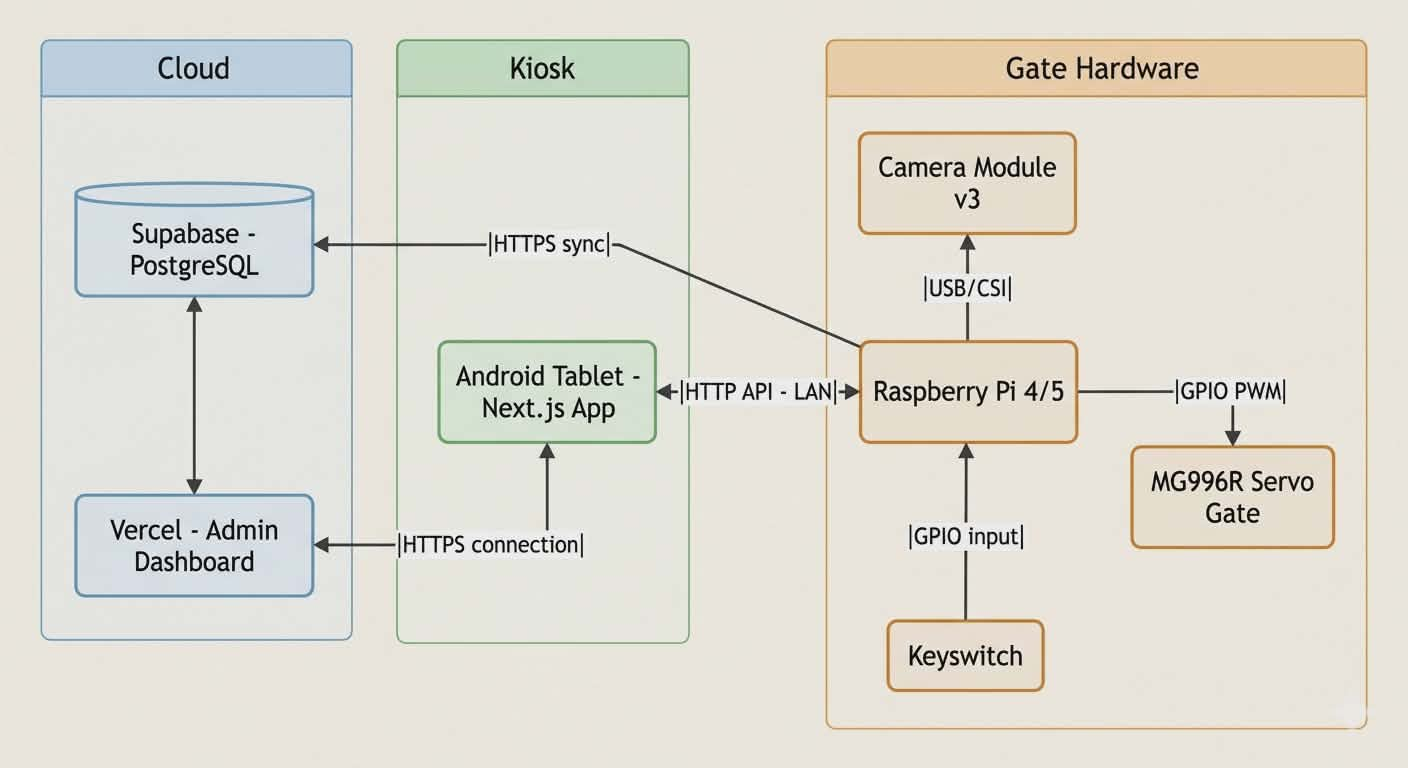 Cloud
Kiosk
Gate Hardware
Camera Module
v3
Supabase -
PostgreSQL
|HTTPS sync|
|USB/CSI|
Android Tablet -
Next.js App
|HTTP API - LAN|
Raspberry Pi 4/5
|GPIO PWM|
MG996R Servo
Gate
Vercel - Admin
Dashboard
|HTTPS connection|
|GPIO input|
Keyswitch